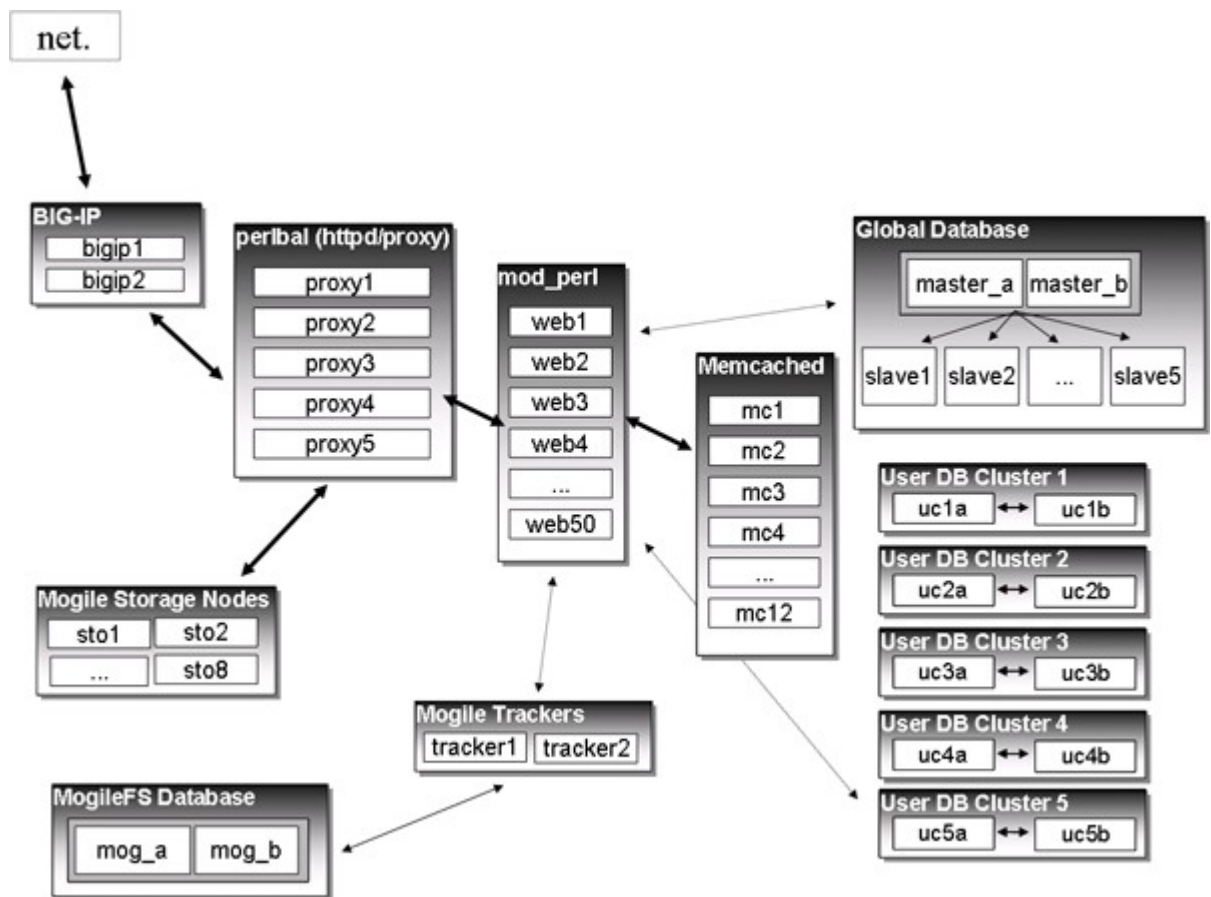 net.
BIG-IP
bigip1
bigip2
perlbal (httpd/proxy)
proxy1
proxy2
proxy3
proxy4
proxy5
mod_perl
web1
web2
web3
web4
...
web50
Memcached
mc1
mc2
mc3
mc4
...
mc12
Global Database
master_a master_b
slave1 slave2 ... slave5
User DB Cluster 1
uc1a uc1b
User DB Cluster 2
uc2a uc2b
User DB Cluster 3
uc3a uc3b
User DB Cluster 4
uc4a uc4b
User DB Cluster 5
uc5a uc5b
Mogile Storage Nodes
sto1 sto2
... sto8
Mogile Trackers
tracker1 tracker2
MogileFS Database
mog_a mog_b